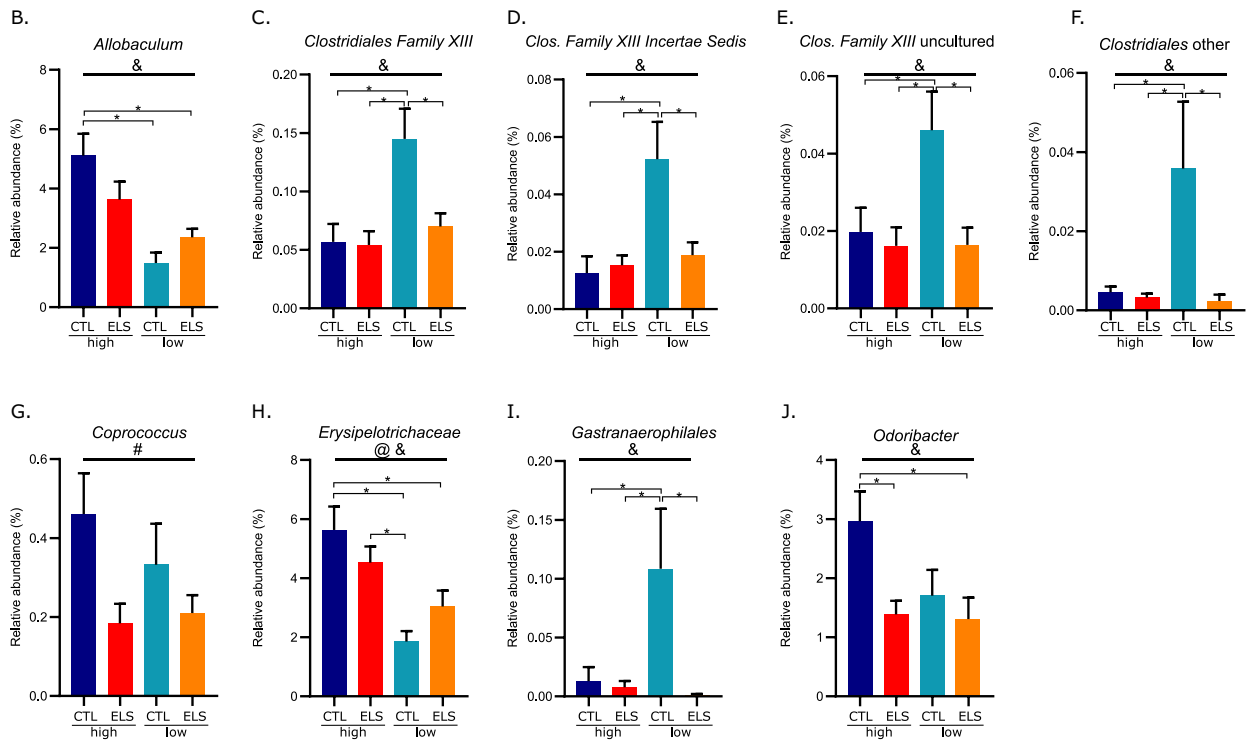 B.
Allobaculum
&
*
*
Relative abundance (%)
8
6
4
2
0
CTL ELS CTL ELS
high low
C.
Clostridiales Family XIII
&
*
* *
Relative abundance (%)
0.20
0.15
0.10
0.05
0.00
CTL ELS CTL ELS
high low
D.
Clos. Family XIII Incertae Sedis
&
*
* *
Relative abundance (%)
0.08
0.06
0.04
0.02
0.00
CTL ELS CTL ELS
high low
E.
Clos. Family XIII uncultured
&
*
* *
Relative abundance (%)
0.06
0.04
0.02
0.00
CTL ELS CTL ELS
high low
F.
Clostridiales other
&
*
* *
Relative abundance (%)
0.06
0.04
0.02
0.00
CTL ELS CTL ELS
high low
G.
Coprococcus
#
Relative abundance (%)
0.6
0.4
0.2
0.0
CTL ELS CTL ELS
high low
H.
Erysipelotrichaceae
@ &
*
*
*
Relative abundance (%)
8
6
4
2
0
CTL ELS CTL ELS
high low
I.
Gastranaerophilales
&
*
* *
Relative abundance (%)
0.20
0.15
0.10
0.05
0.00
CTL ELS CTL ELS
high low
J.
Odoribacter
&
*
*
Relative abundance (%)
4
3
2
1
0
CTL ELS CTL ELS
high low